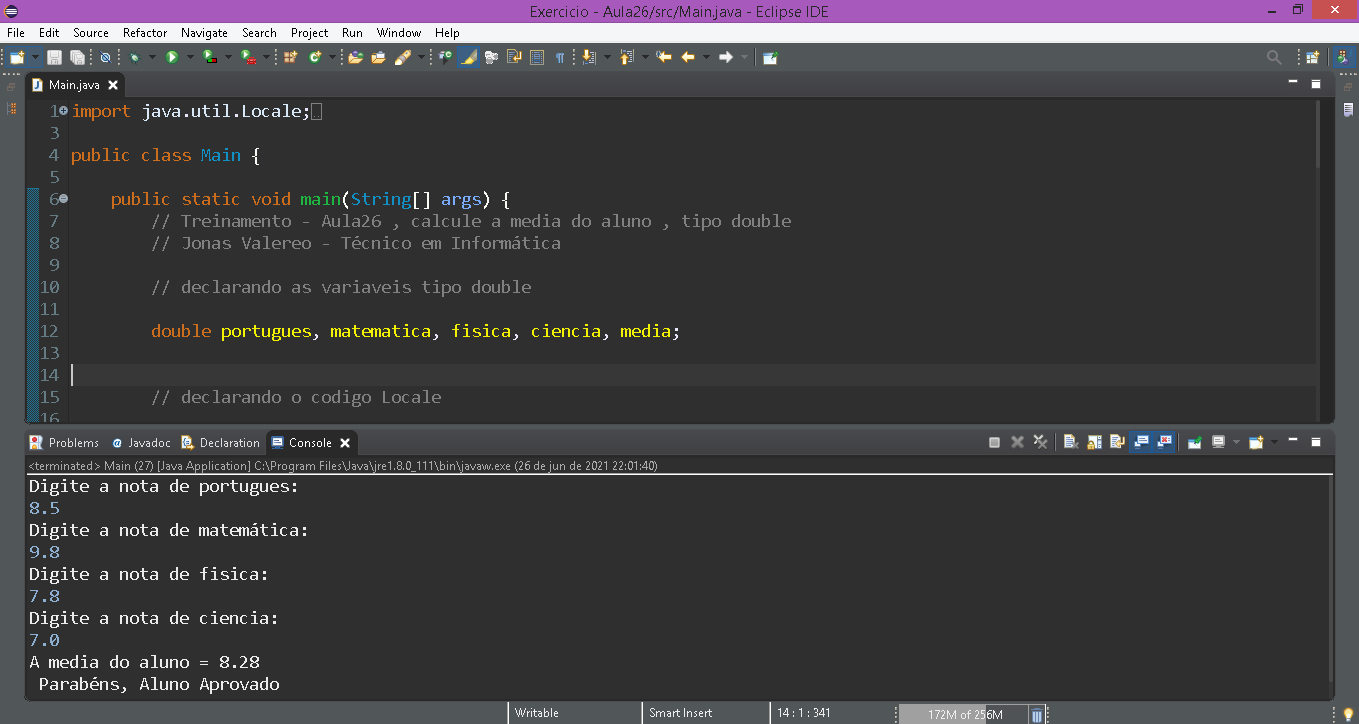 Exercicio - Aula26/src/Main.java - Eclipse IDE
File Edit Source Refactor Navigate Search Project Run Window Help
Main.java
1 import java.util.Locale;
3
4 public class Main {
5
6 public static void main(String[] args) {
7 // Treinamento - Aula26 , calcule a media do aluno , tipo double
8 // Jonas Valereo - Técnico em Informática
9
10 // declarando as variaveis tipo double
11
12 double portugues, matematica, fisica, ciencia, media;
13
14
15 // declarando o codigo Locale
16
Problems @ Javadoc Declaration Console
<terminated> Main (27) [Java Application] C:\Program Files\Java\jre1.8.0_111\bin\javaw.exe (26 de jun de 2021 22:01:40)
Digite a nota de portugues:
8.5
Digite a nota de matemática:
9.8
Digite a nota de fisica:
7.8
Digite a nota de ciencia:
7.0
A media do aluno = 8.28
Parabéns, Aluno Aprovado
Writable Smart Insert 14 : 1 : 341 172M of 256M